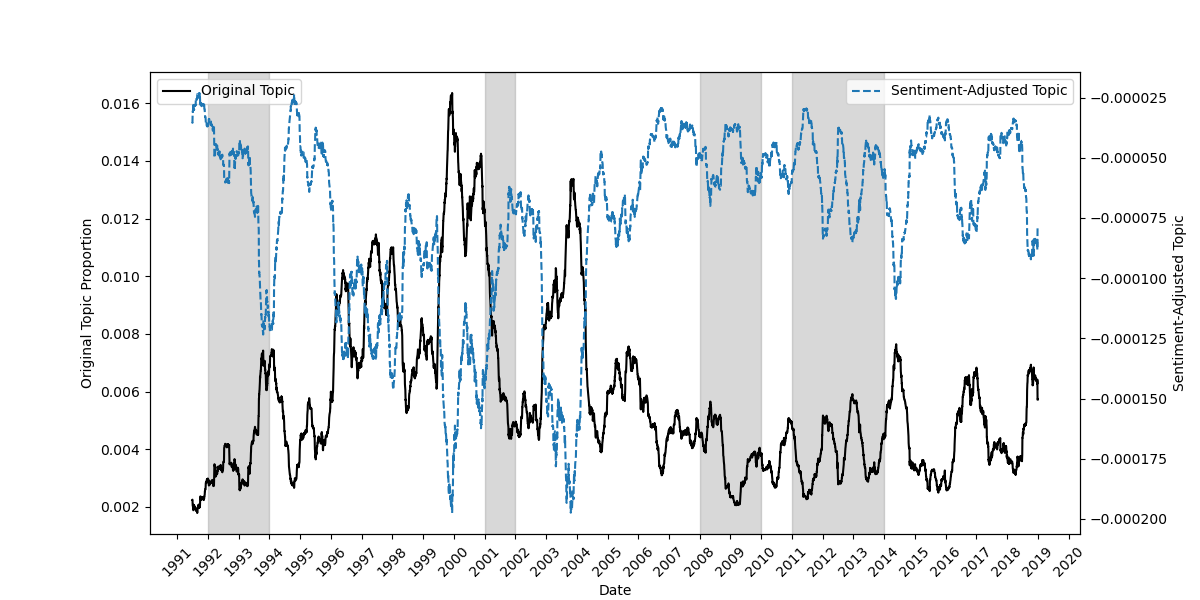 Original Topic
Sentiment-Adjusted Topic
0.016
0.014
0.012
0.010
0.008
0.006
0.004
0.002
Original Topic Proportion
−0.000025
−0.000050
−0.000075
−0.000100
−0.000125
−0.000150
−0.000175
−0.000200
Sentiment-Adjusted Topic
1991 1992 1993 1994 1995 1996 1997 1998 1999 2000 2001 2002 2003 2004 2005 2006 2007 2008 2009 2010 2011 2012 2013 2014 2015 2016 2017 2018 2019 2020
Date